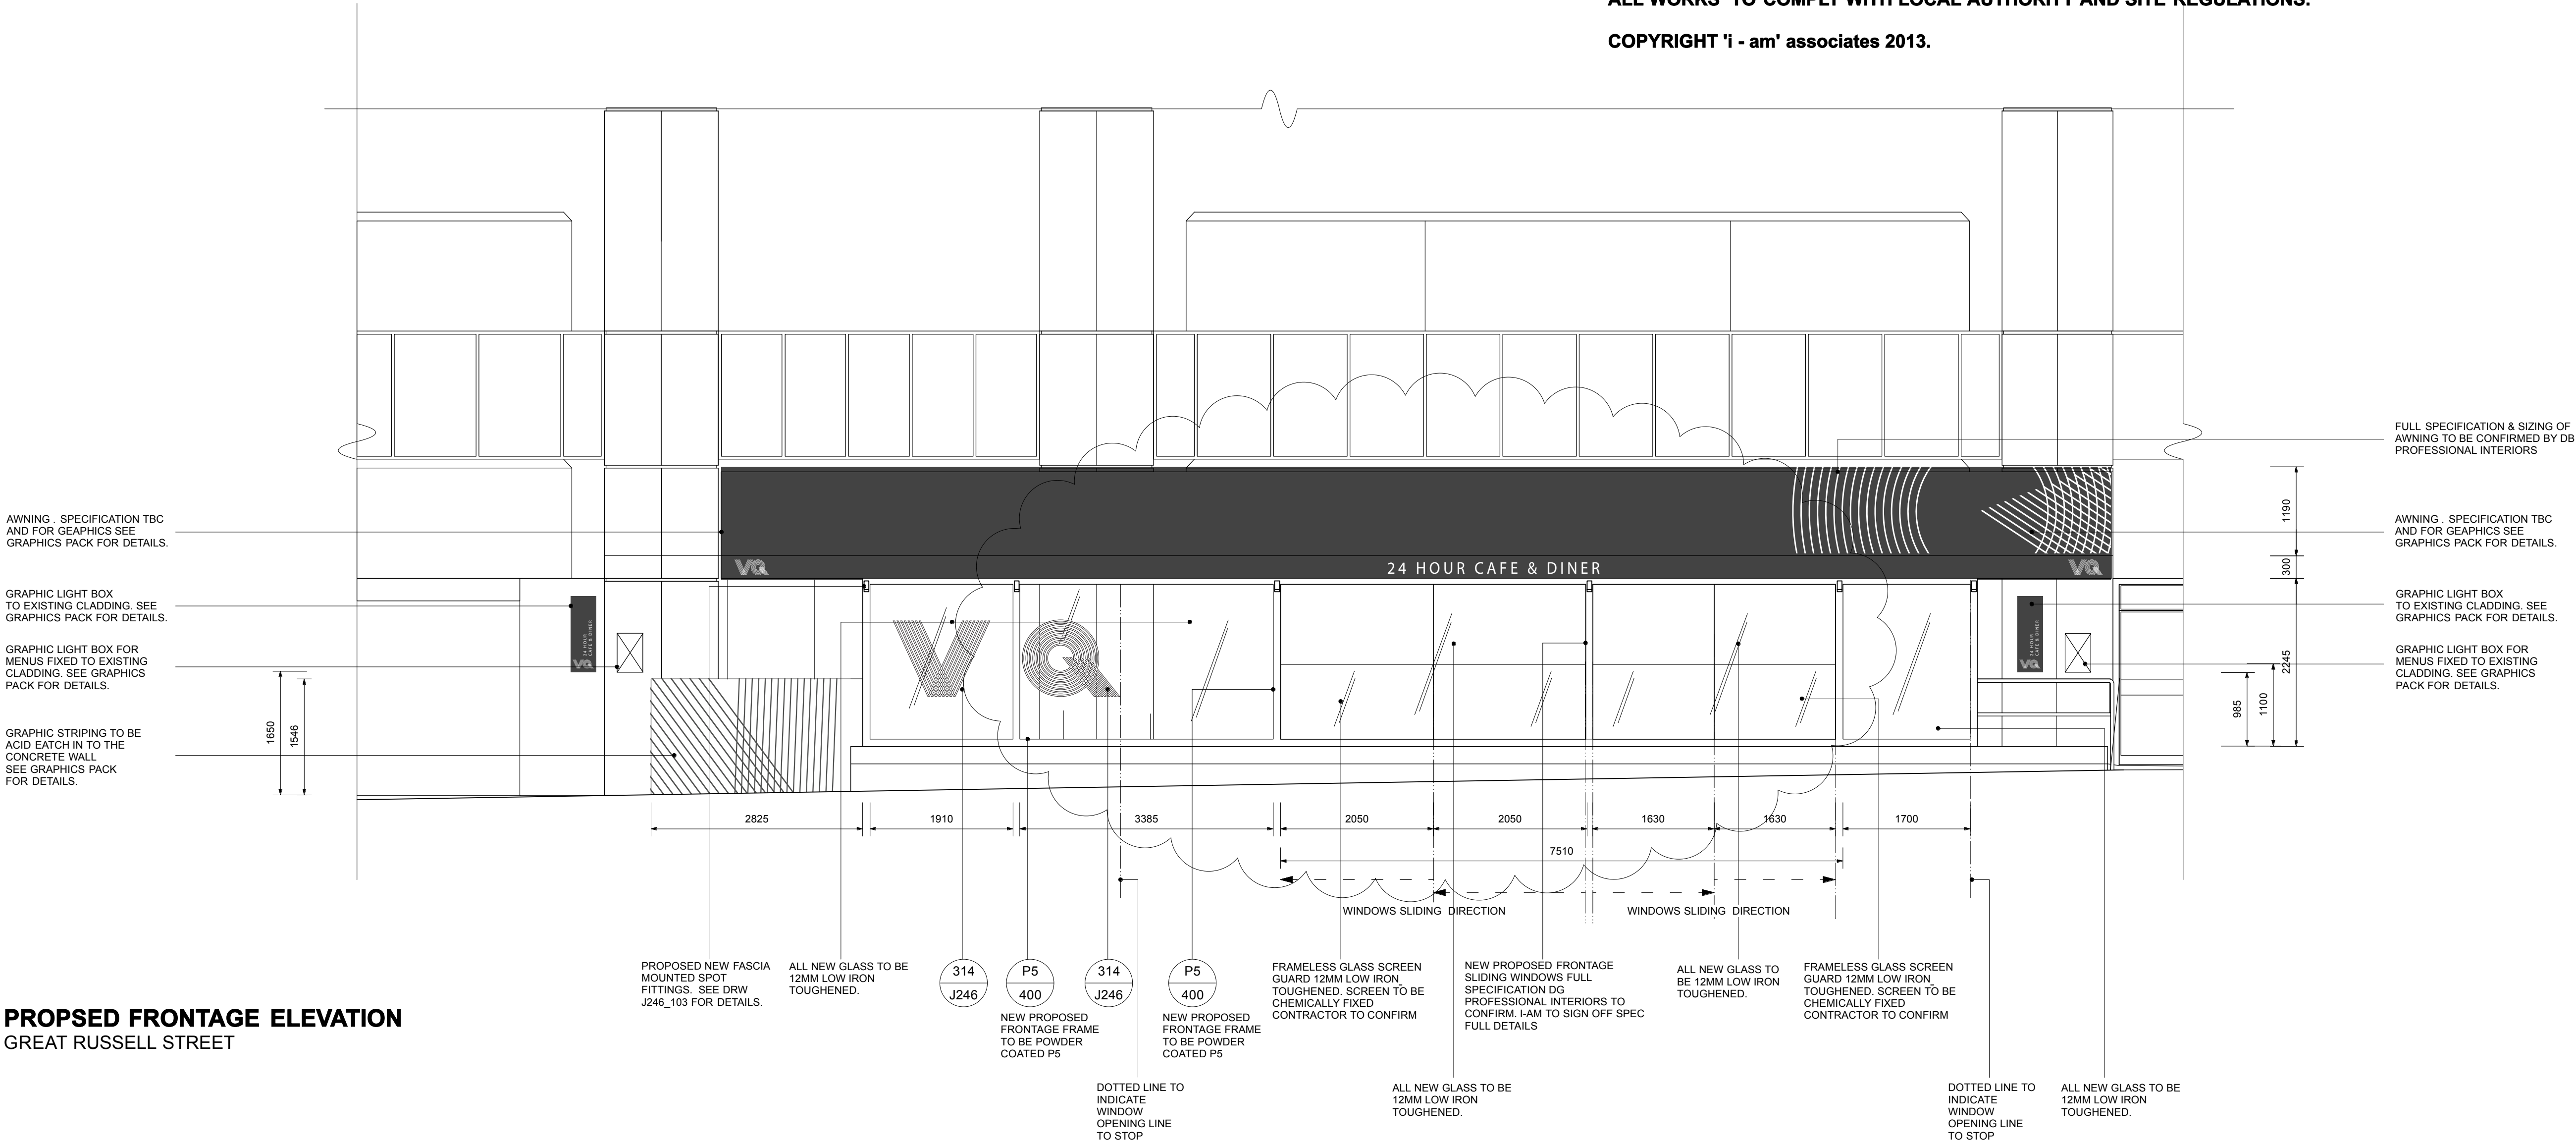 ALL WORKS TO COMPLY WITH LOCAL AUTHORITY AND SITE REGULATIONS.
COPYRIGHT 'i - am' associates 2013.
FULL SPECIFICATION & SIZING OF
AWNING TO BE CONFIRMED BY DB
PROFESSIONAL INTERIORS
AWNING . SPECIFICATION TBC
AND FOR GEAPHICS SEE
GRAPHICS PACK FOR DETAILS.
GRAPHIC LIGHT BOX
TO EXISTING CLADDING. SEE
GRAPHICS PACK FOR DETAILS.
GRAPHIC LIGHT BOX FOR
MENUS FIXED TO EXISTING
CLADDING. SEE GRAPHICS
PACK FOR DETAILS.
GRAPHIC STRIPING TO BE
ACID EATCH IN TO THE
CONCRETE WALL
SEE GRAPHICS PACK
FOR DETAILS.
1650
1546
VQ
24 HOUR
CAFE & DINER
VQ
24 HOUR CAFE & DINER
VQ
VQ
24 HOUR
CAFE & DINER
VQ
1190
300
2245
985
1100
AWNING . SPECIFICATION TBC
AND FOR GEAPHICS SEE
GRAPHICS PACK FOR DETAILS.
GRAPHIC LIGHT BOX
TO EXISTING CLADDING. SEE
GRAPHICS PACK FOR DETAILS.
GRAPHIC LIGHT BOX FOR
MENUS FIXED TO EXISTING
CLADDING. SEE GRAPHICS
PACK FOR DETAILS.
2825
1910
3385
2050
2050
1630
1630
1700
7510
WINDOWS SLIDING DIRECTION
WINDOWS SLIDING DIRECTION
PROPOSED NEW FASCIA
MOUNTED SPOT
FITTINGS. SEE DRW
J246_103 FOR DETAILS.
ALL NEW GLASS TO BE
12MM LOW IRON
TOUGHENED.
314
J246
P5
400
NEW PROPOSED
FRONTAGE FRAME
TO BE POWDER
COATED P5
314
J246
P5
400
NEW PROPOSED
FRONTAGE FRAME
TO BE POWDER
COATED P5
FRAMELESS GLASS SCREEN
GUARD 12MM LOW IRON_
TOUGHENED. SCREEN TO BE
CHEMICALLY FIXED
CONTRACTOR TO CONFIRM
NEW PROPOSED FRONTAGE
SLIDING WINDOWS FULL
SPECIFICATION DG
PROFESSIONAL INTERIORS TO
CONFIRM. I-AM TO SIGN OFF SPEC
FULL DETAILS
ALL NEW GLASS TO
BE 12MM LOW IRON
TOUGHENED.
FRAMELESS GLASS SCREEN
GUARD 12MM LOW IRON_
TOUGHENED. SCREEN TO BE
CHEMICALLY FIXED
CONTRACTOR TO CONFIRM
PROPSED FRONTAGE ELEVATION
GREAT RUSSELL STREET
DOTTED LINE TO
INDICATE
WINDOW
OPENING LINE
TO STOP
ALL NEW GLASS TO BE
12MM LOW IRON
TOUGHENED.
DOTTED LINE TO
INDICATE
WINDOW
OPENING LINE
TO STOP
ALL NEW GLASS TO BE
12MM LOW IRON
TOUGHENED.